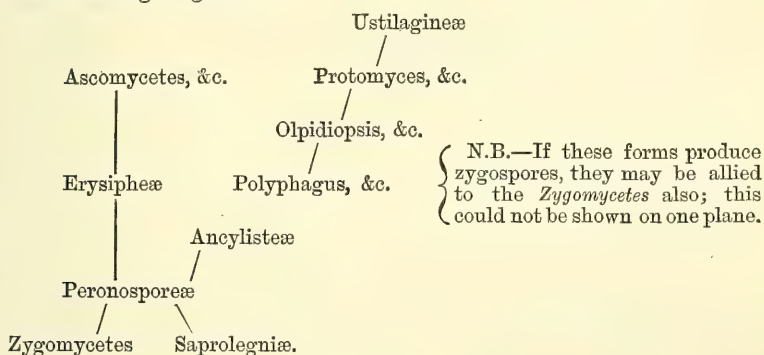 Ustilagineæ
Ascomycetes, &c.
Protomyces, &c.
Olpidiopsis, &c.
Erysipheæ
Polyphagus, &c.
N.B.—If these forms produce
zygospores, they may be allied
to the Zygomycetes also; this
could not be shown on one plane.
Ancylisteæ
Peronosporeæ
Zygomycetes
Saprolegniæ.